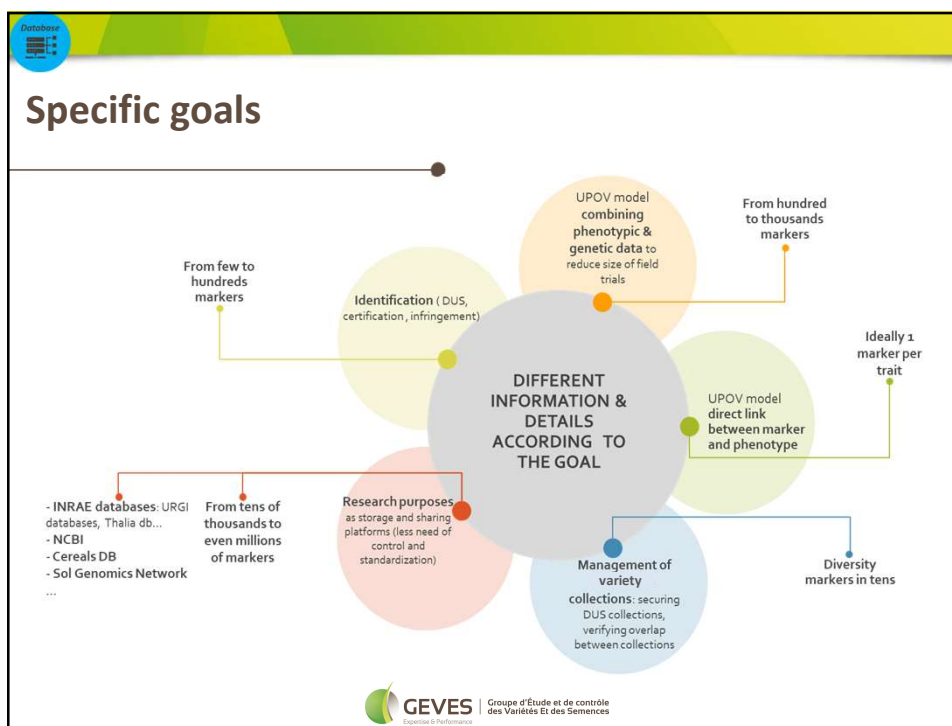 Database
Specific goals
From few to
hundreds
markers
Identification ( DUS,
certification , infringement)
UPOV model
combining
phenotypic &
genetic data to
reduce size of field
trials
From hundred
to thousands
markers
DIFFERENT
INFORMATION &
DETAILS
ACCORDING TO
THE GOAL
UPOV model
direct link
between marker
and phenotype
Ideally 1
marker per
trait
- INRAE databases: URGI
databases, Thalia db...
- NCBI
- Cereals DB
- Sol Genomics Network
...
From tens of
thousands to
even millions
of markers
Research purposes
as storage and sharing
platforms (less need of
control and
standardization)
Management of
variety
collections: securing
DUS collections,
verifying overlap
between collections
Diversity
markers in tens
GEVES
Expertise & Performance
Groupe d'Étude et de contrôle
des Variétés Et des Semences